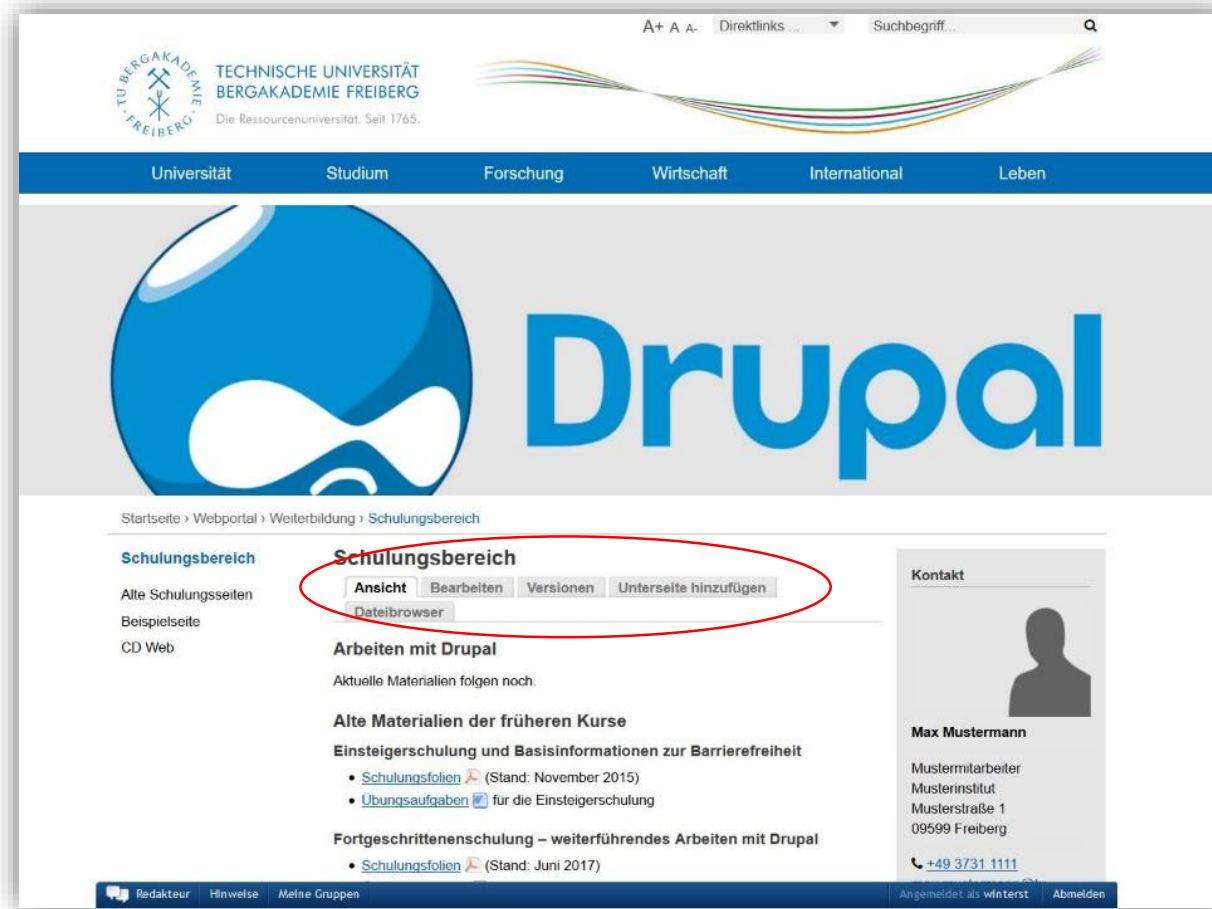 A+ A A- Direktlinks ... Suchbegriff...
TU BERGAKADEMIE FREIBERG
TECHNISCHE UNIVERSITÄT
BERGAKADEMIE FREIBERG
Die Ressourcenuniversität. Seit 1765.
Universität Studium Forschung Wirtschaft International Leben
Drupal
Startseite › Webportal › Weiterbildung › Schulungsbereich
Schulungsbereich
Alte Schulungsseiten
Beispielseite
CD Web
Schulungsbereich
Ansicht Bearbeiten Versionen Unterseite hinzufügen
Dateibrowser
Arbeiten mit Drupal
Aktuelle Materialien folgen noch.
Alte Materialien der früheren Kurse
Einsteigerschulung und Basisinformationen zur Barrierefreiheit
• Schulungsfolien (Stand: November 2015)
• Übungsaufgaben für die Einsteigerschulung
Fortgeschrittenenschulung – weiterführendes Arbeiten mit Drupal
• Schulungsfolien (Stand: Juni 2017)
Kontakt
Max Mustermann
Mustermitarbeiter
Musterinstitut
Musterstraße 1
09599 Freiberg
+49 3731 1111
Redakteur Hinweise Meine Gruppen Angemeldet als winterst Abmelden